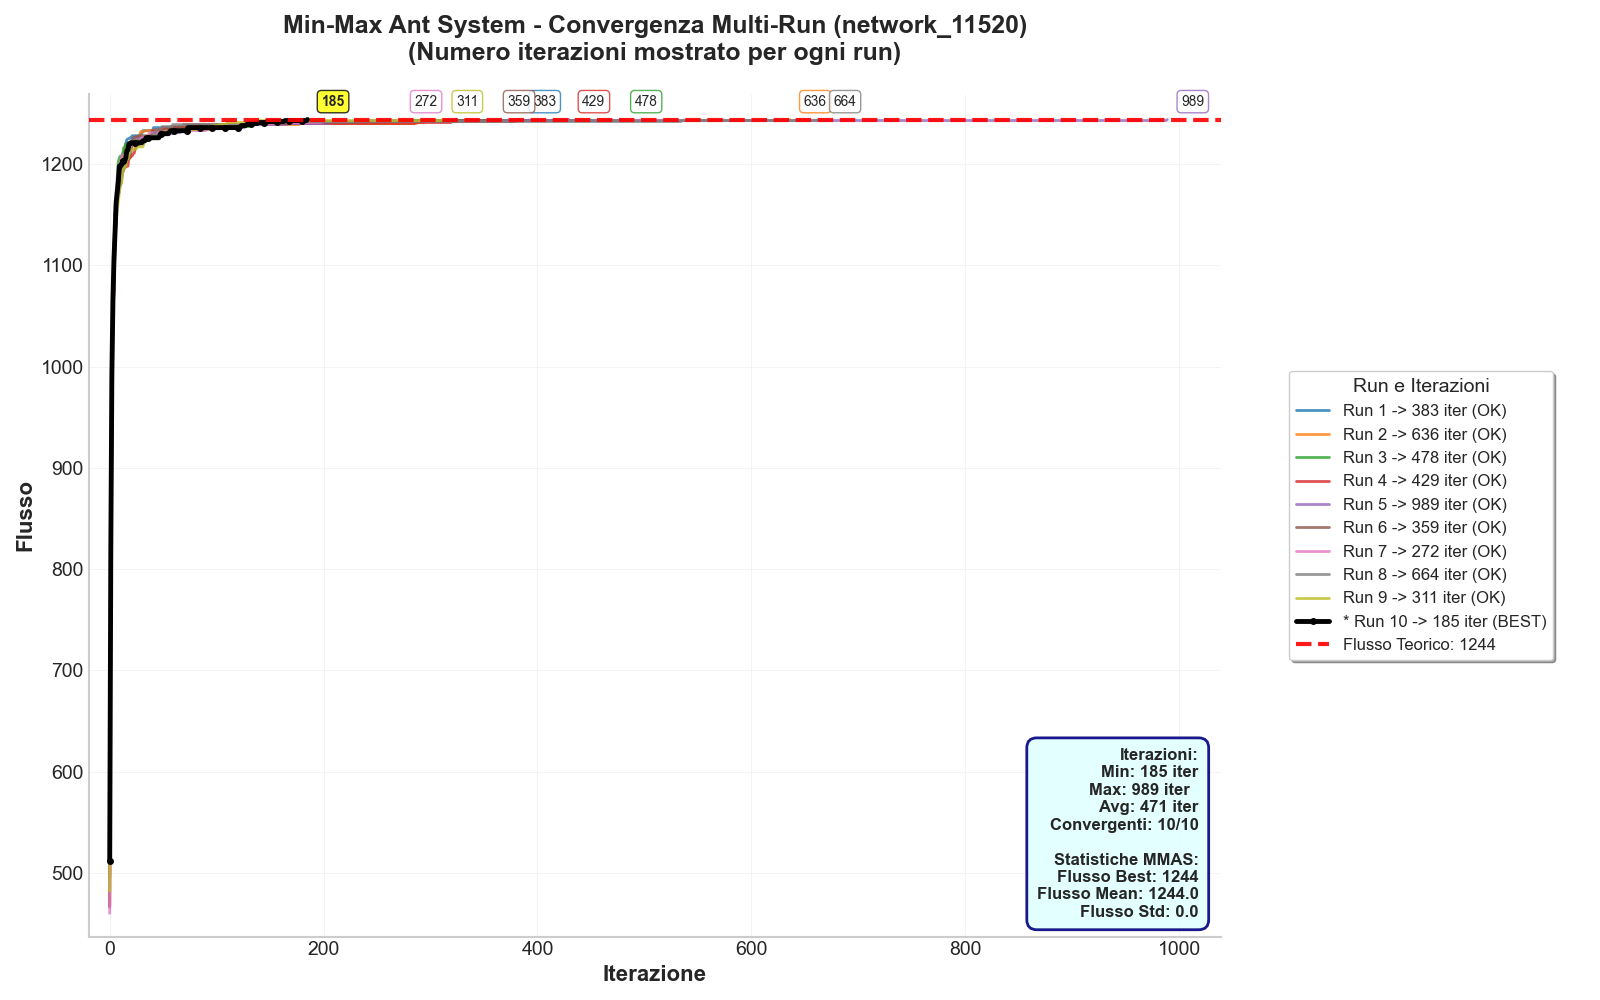 Min-Max Ant System - Convergenza Multi-Run (network_11520)
(Numero iterazioni mostrato per ogni run)
185
272
311
359
383
429
478
636
664
989
1200
1100
1000
900
800
700
600
500
Flusso
0
200
400
600
800
1000
Iterazione
Run e Iterazioni
Run 1 -> 383 iter (OK)
Run 2 -> 636 iter (OK)
Run 3 -> 478 iter (OK)
Run 4 -> 429 iter (OK)
Run 5 -> 989 iter (OK)
Run 6 -> 359 iter (OK)
Run 7 -> 272 iter (OK)
Run 8 -> 664 iter (OK)
Run 9 -> 311 iter (OK)
* Run 10 -> 185 iter (BEST)
Flusso Teorico: 1244
Iterazioni:
Min: 185 iter
Max: 989 iter
Avg: 471 iter
Convergenti: 10/10
Statistiche MMAS:
Flusso Best: 1244
Flusso Mean: 1244.0
Flusso Std: 0.0